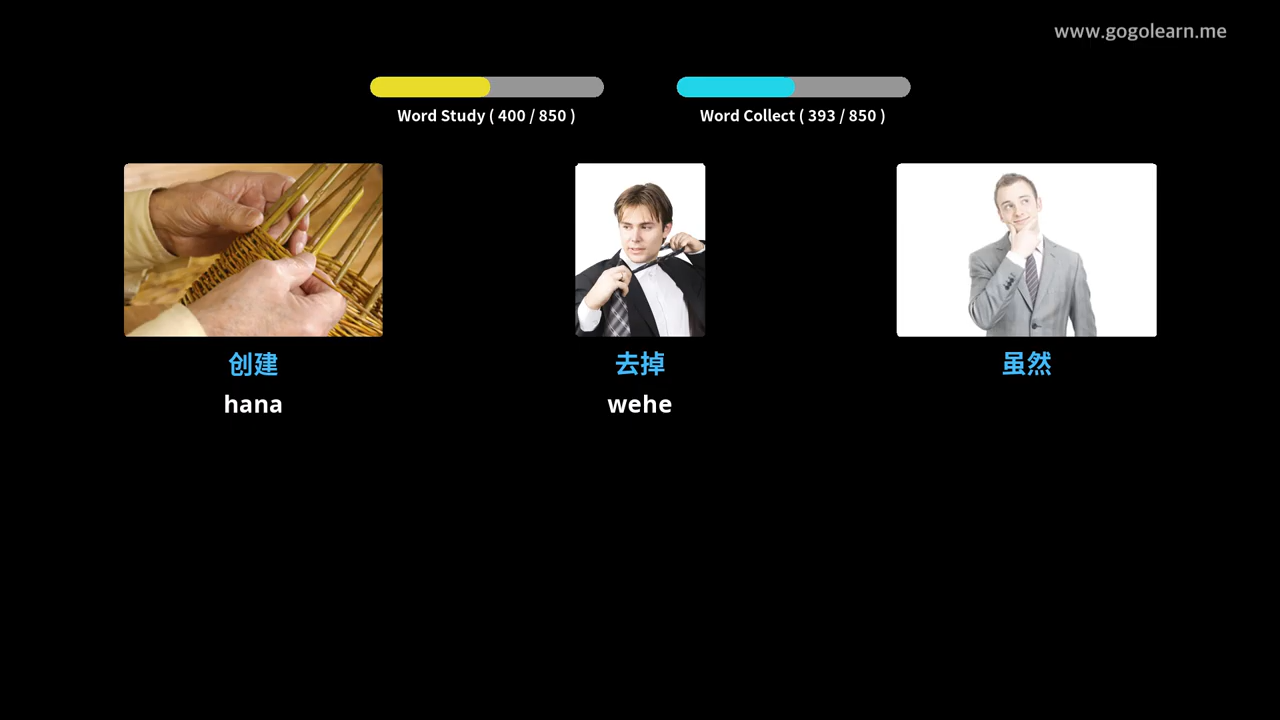 www.gogolearn.me
Word Study ( 400 / 850 )
Word Collect ( 393 / 850 )
创建
去掉
虽然
hana
wehe